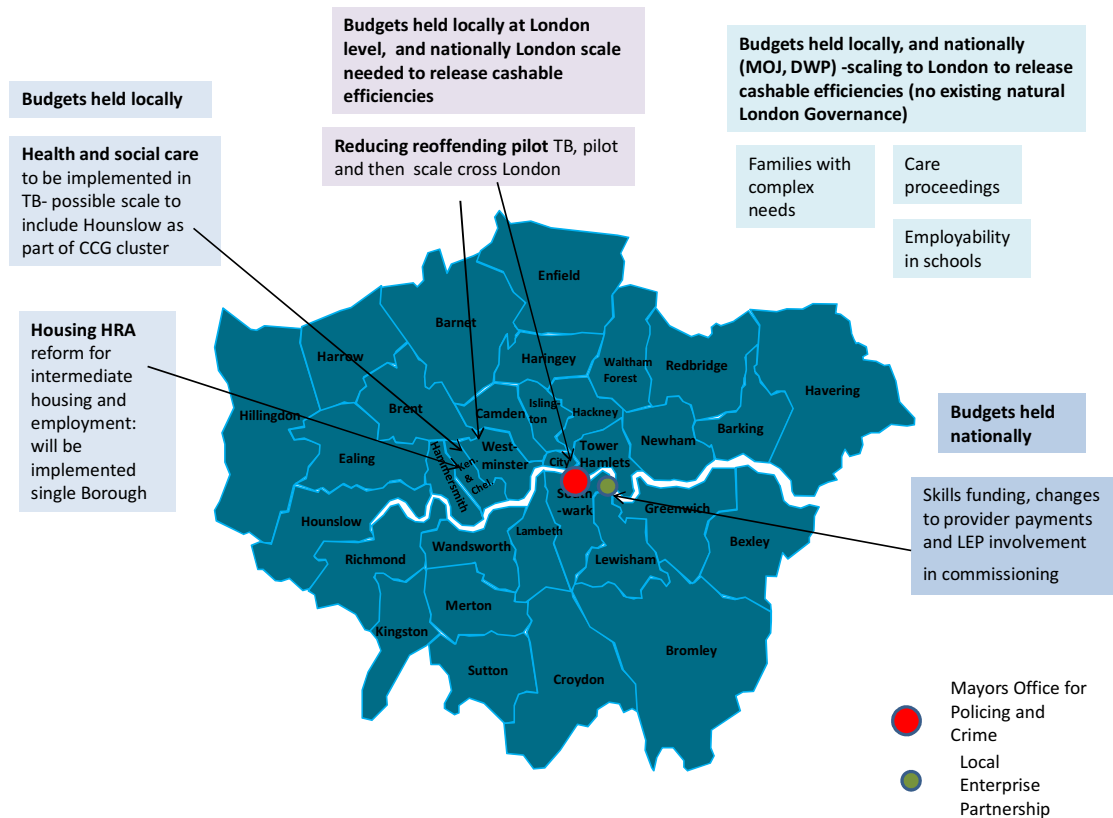 Budgets held locally at London
level,  and nationally London scale
needed to release cashable
efficiencies
Budgets held locally, and nationally
(MOJ, DWP) -scaling to London to release
cashable efficiencies (no existing natural
London Governance)
Budgets held locally
Health and social care
to be implemented in
TB- possible scale to
include Hounslow as
part of CCG cluster
Reducing reoffending pilot TB, pilot
and then  scale cross London
Families with
complex
needs
Care
proceedings
Employability
in schools
Housing HRA
reform for
intermediate
housing and
employment:
will be
implemented
single Borough
Enfield
Barnet
Harrow
Haringey
Waltham
Forest
Redbridge
Havering
Hillingdon
Brent
Camden
Isling-
ton
Hackney
Barking
Newham
Ealing
Hammersmith
Ken.
&
Chel.
West-
minster
City
Tower
Hamlets
South
-wark
Greenwich
Bexley
Hounslow
Richmond
Wandsworth
Lambeth
Lewisham
Merton
Kingston
Sutton
Croydon
Bromley
Budgets held
nationally
Skills funding, changes
to provider payments
and LEP involvement
in commissioning
Mayors Office for
Policing and
Crime
Local
Enterprise
Partnership